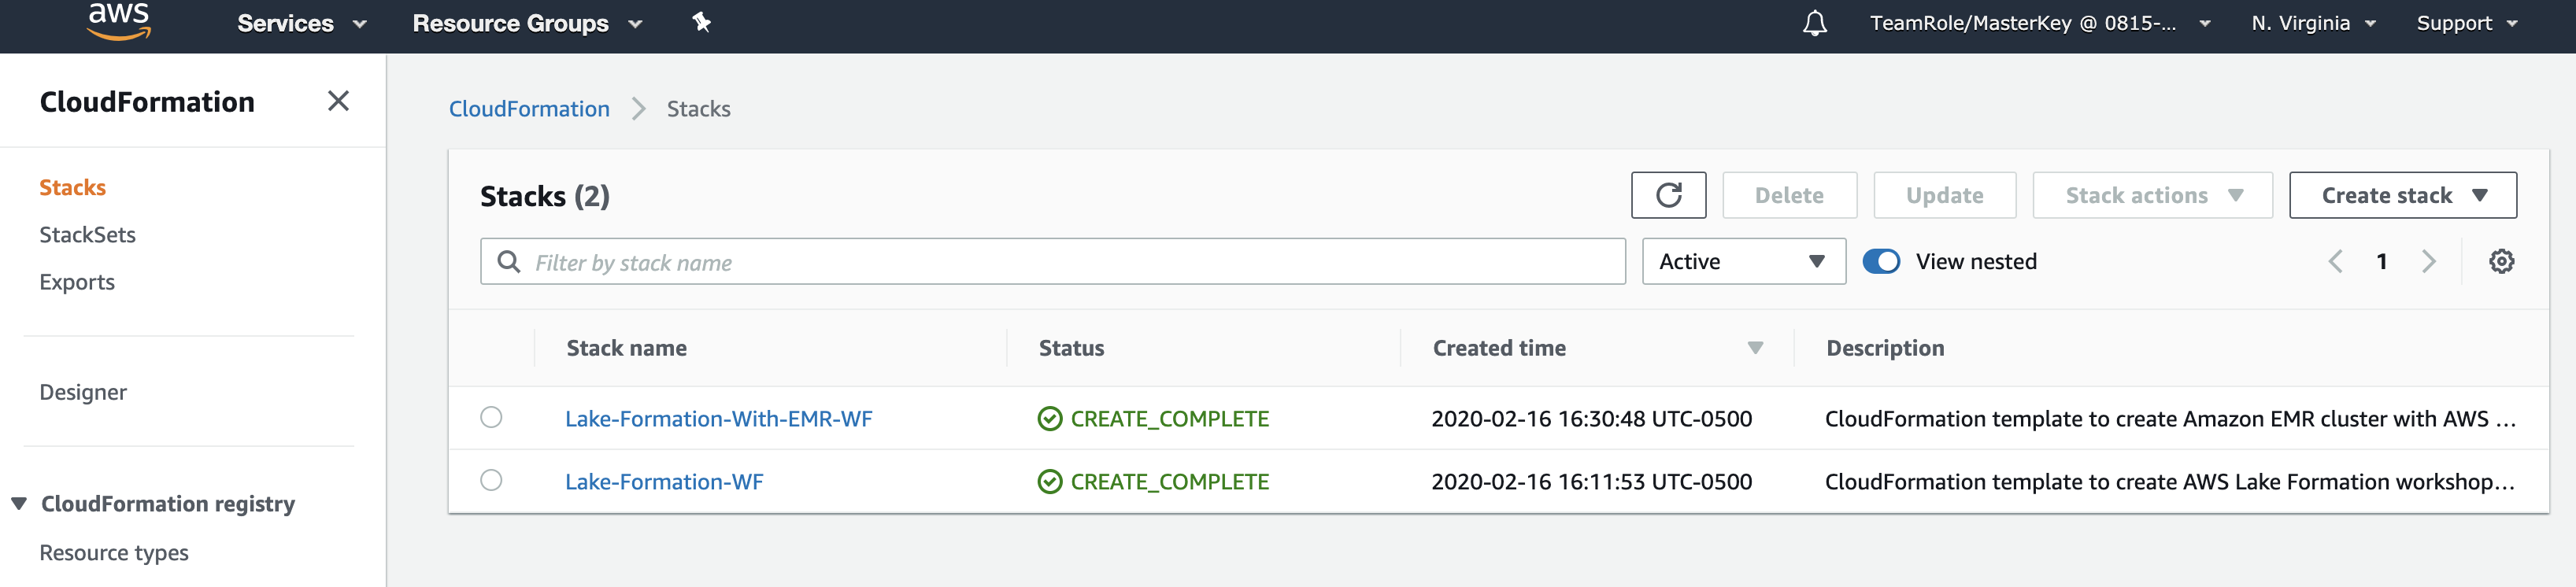 aws
Services
Resource Groups
TeamRole/MasterKey @ 0815-...
N. Virginia
Support
CloudFormation
Stacks
StackSets
Exports
Designer
CloudFormation registry
Resource types
CloudFormation > Stacks
Stacks (2)
Delete
Update
Stack actions
Create stack
Filter by stack name
Active
View nested
1
Stack name Status Created time Description
Lake-Formation-With-EMR-WF CREATE_COMPLETE 2020-02-16 16:30:48 UTC-0500 CloudFormation template to create Amazon EMR cluster with AWS ...
Lake-Formation-WF CREATE_COMPLETE 2020-02-16 16:11:53 UTC-0500 CloudFormation template to create AWS Lake Formation workshop...